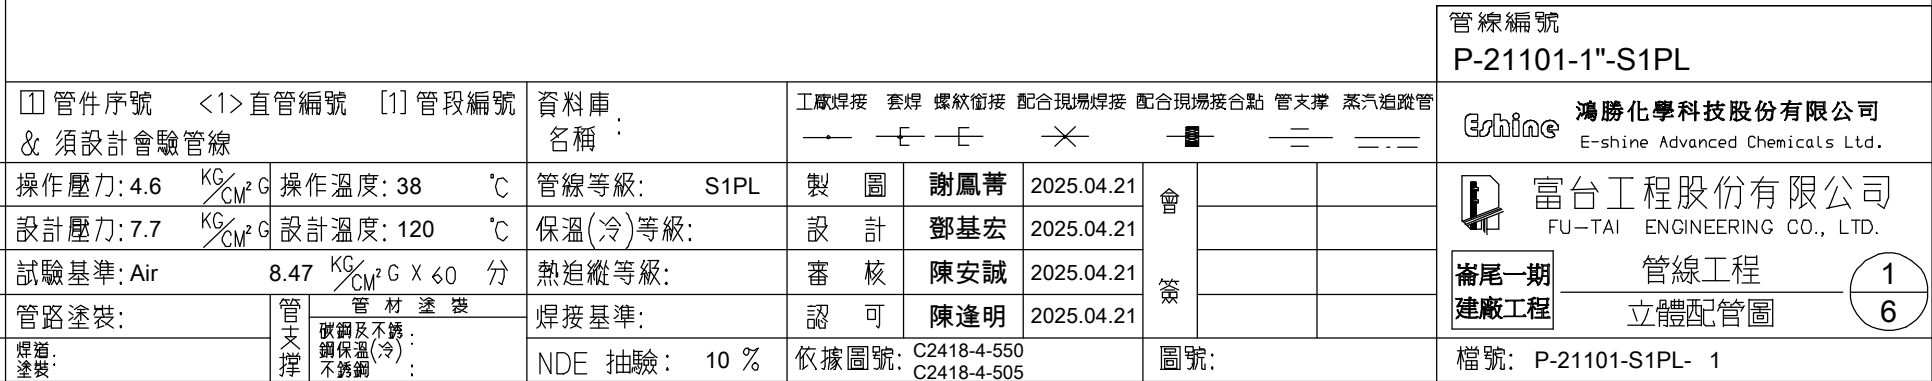 管線編號
P-21101-1"-S1PL
1 管件序號 <1>直管編號 [1]管段編號
& 須設計會驗管線
資料庫
名稱 :
工廠焊接 套焊 螺紋銜接 配合現場焊接 配合現場接合點 管支撐 蒸汽追蹤管
Eshine 鴻勝化學科技股份有限公司
E-shine Advanced Chemicals Ltd.
操作壓力: 4.6 KG/CM² G 操作溫度: 38 °C 管線等級: S1PL 製圖 謝鳳菁 2025.04.21
設計壓力: 7.7 KG/CM² G 設計溫度: 120 °C 保溫(冷)等級: 設計 鄧基宏 2025.04.21
試驗基準: Air 8.47 KG/CM² G X 60 分 熱追縱等級: 審核 陳安誠 2025.04.21
管路塗裝: 管支撐 管材塗裝 焊接基準: 認可 陳逢明 2025.04.21
會簽
碳鋼及不銹 :
鋼保溫(冷)
不銹鋼 :
焊道:
塗裝:
NDE 抽驗: 10 %
依據圖號: C2418-4-550
C2418-4-505
圖號:
富台工程股份有限公司
FU-TAI ENGINEERING CO., LTD.
崙尾一期
建廠工程
管線工程
立體配管圖
1
6
檔號: P-21101-S1PL- 1